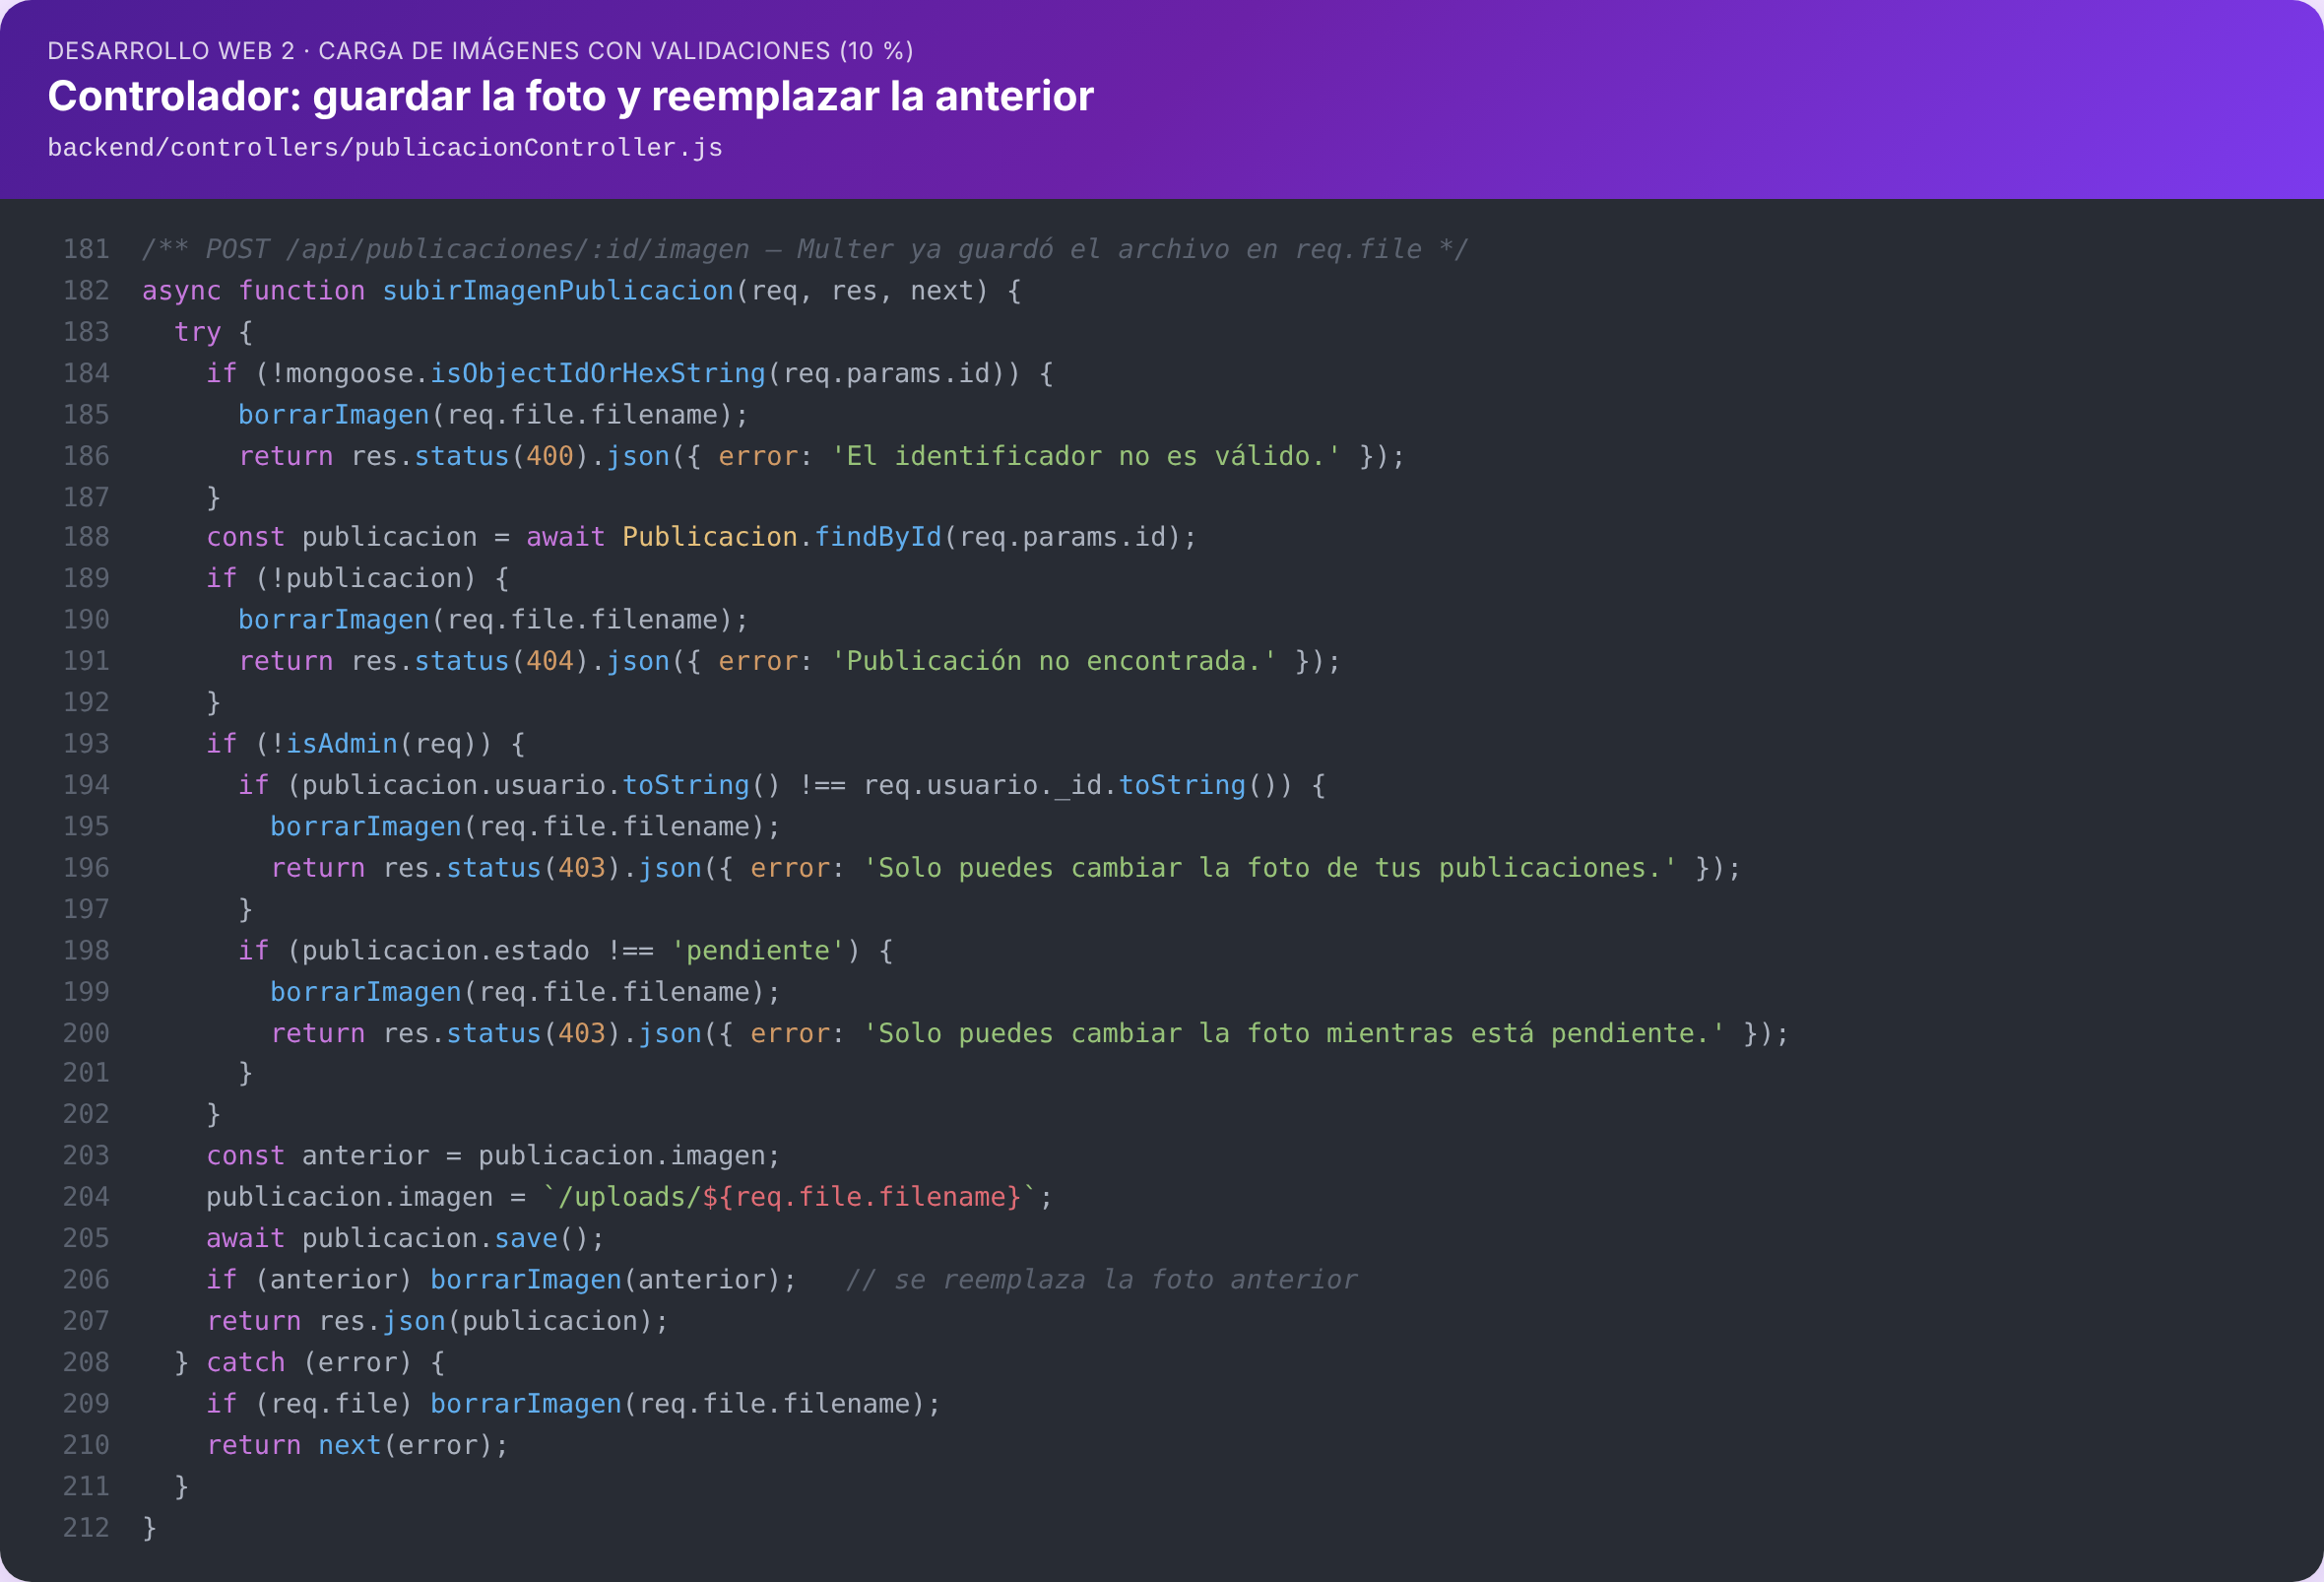 DESARROLLO WEB 2 · CARGA DE IMÁGENES CON VALIDACIONES (10 %)
Controlador: guardar la foto y reemplazar la anterior
backend/controllers/publicacionController.js
181  /** POST /api/publicaciones/:id/imagen — Multer ya guardó el archivo en req.file */
182  async function subirImagenPublicacion(req, res, next) {
183    try {
184      if (!mongoose.isObjectIdOrHexString(req.params.id)) {
185        borrarImagen(req.file.filename);
186        return res.status(400).json({ error: 'El identificador no es válido.' });
187      }
188      const publicacion = await Publicacion.findById(req.params.id);
189      if (!publicacion) {
190        borrarImagen(req.file.filename);
191        return res.status(404).json({ error: 'Publicación no encontrada.' });
192      }
193      if (!isAdmin(req)) {
194        if (publicacion.usuario.toString() !== req.usuario._id.toString()) {
195          borrarImagen(req.file.filename);
196          return res.status(403).json({ error: 'Solo puedes cambiar la foto de tus publicaciones.' });
197        }
198        if (publicacion.estado !== 'pendiente') {
199          borrarImagen(req.file.filename);
200          return res.status(403).json({ error: 'Solo puedes cambiar la foto mientras está pendiente.' });
201        }
202      }
203      const anterior = publicacion.imagen;
204      publicacion.imagen = `/uploads/${req.file.filename}`;
205      await publicacion.save();
206      if (anterior) borrarImagen(anterior);   // se reemplaza la foto anterior
207      return res.json(publicacion);
208    } catch (error) {
209      if (req.file) borrarImagen(req.file.filename);
210      return next(error);
211    }
212  }